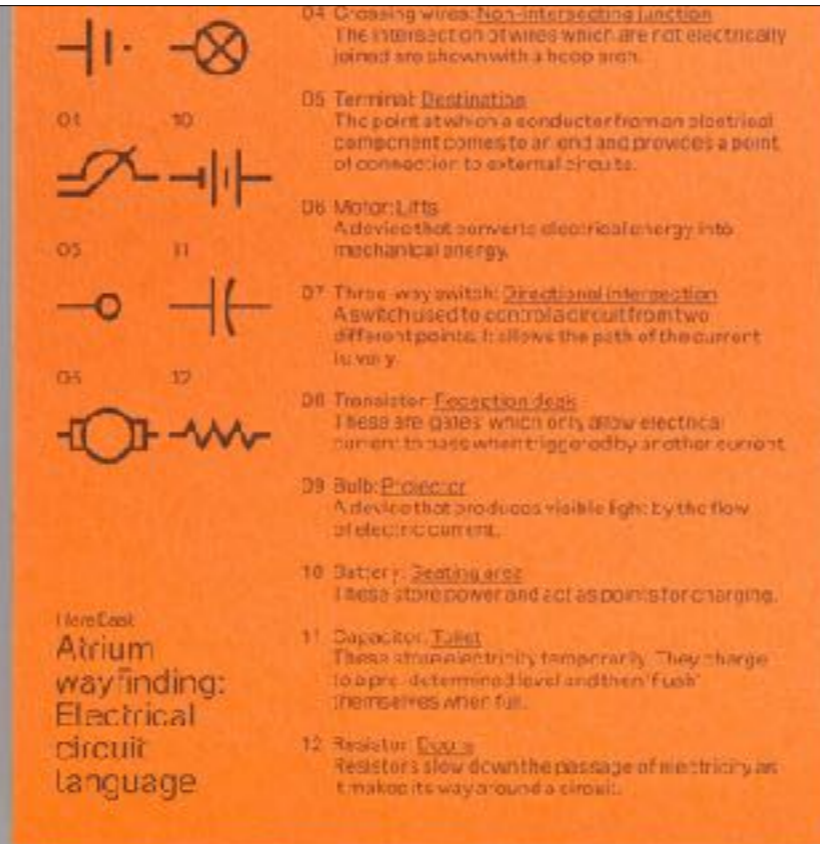 04 Crossing wires: Non-intersecting junction
The intersection of wires which are not electrically
joined are shown with a hoop arch.
04 10
05 Terminal: Destination
The point at which a conductor from an electrical
component comes to an end and provides a point
of connection to external circuits.
06 Motor: Lifts
A device that converts electrical energy into
mechanical energy.
05 11
07 Three-way switch: Directional intersection
A switch used to control a circuit from two
different points. It allows the path of the current
to vary.
06 12
08 Transistor: Reception desk
These are 'gates' which only allow electrical
current to pass when triggered by another current.
09 Bulb: Projector
A device that produces visible light by the flow
of electric current.
10 Battery: Seating area
These store power and act as points for charging.
11 Capacitor: Toilet
These store electricity temporarily. They charge
to a pre-determined level and then 'flush'
themselves when full.
12 Resistor: Doors
Resistors slow down the passage of electricity as
it makes its way around a circuit.
Here East
Atrium
wayfinding:
Electrical
circuit
language